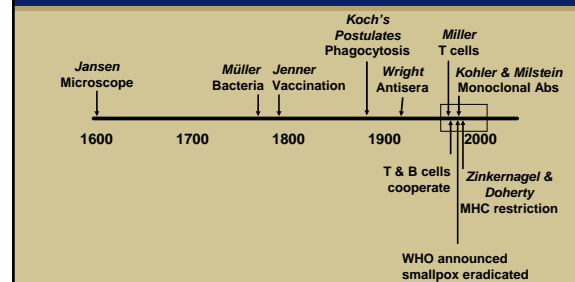 Koch's
Postulates
Phagocytosis
Miller
T cells
Jansen
Microscope
Müller
Bacteria
Jenner
Vaccination
Wright
Antisera
Kohler & Milstein
Monoclonal Abs
1600
1700
1800
1900
2000
T & B cells
cooperate
Zinkernagel &
Doherty
MHC restriction
WHO announced
smallpox eradicated